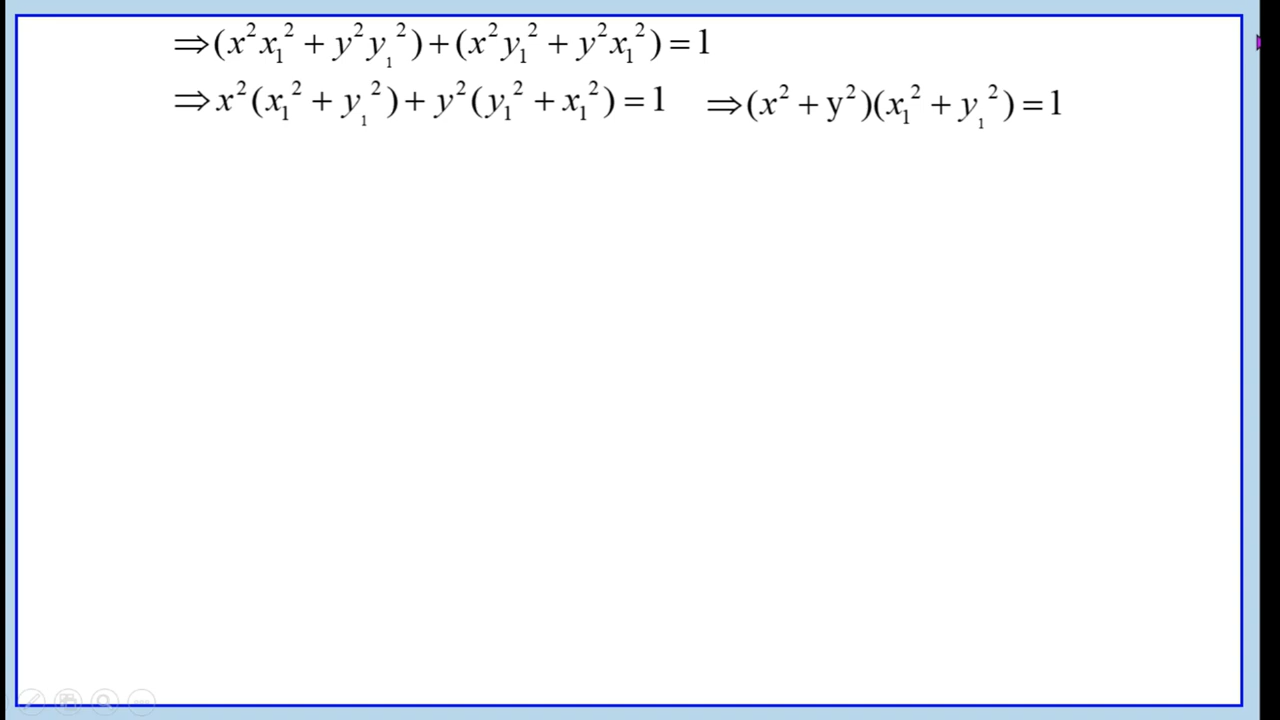 ⇒(x²x₁² + y²y₁²)+(x²y₁² + y²x₁²) = 1
⇒x²(x₁² + y₁²)+ y²(y₁² + x₁²) = 1 ⇒(x² + y²)(x₁² + y₁²) = 1